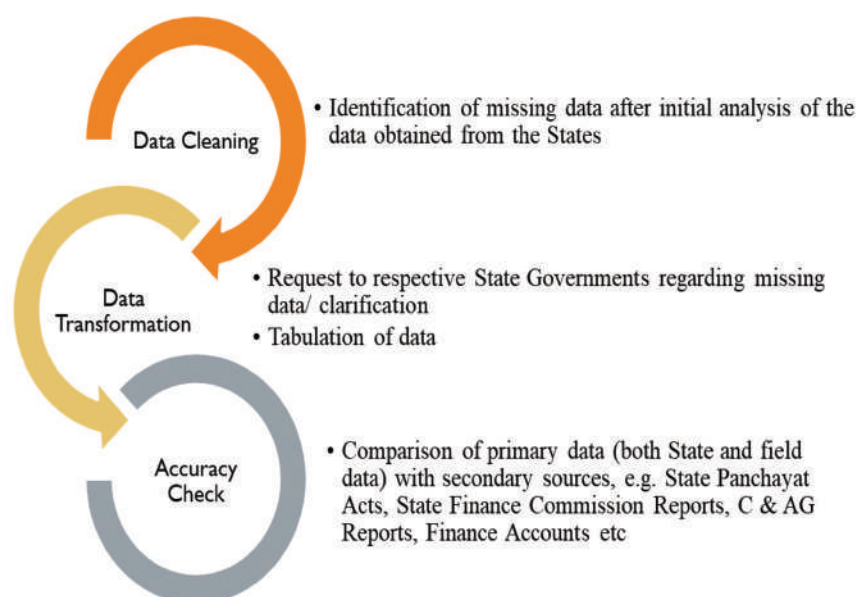 Data Cleaning
• Identification of missing data after initial analysis of the
data obtained from the States
Data
Transformation
• Request to respective State Governments regarding missing
data/ clarification
• Tabulation of data
Accuracy
Check
• Comparison of primary data (both State and field
data) with secondary sources, e.g. State Panchayat
Acts, State Finance Commission Reports, C & AG
Reports, Finance Accounts etc